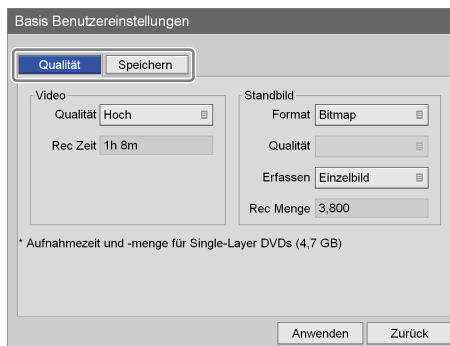 Basis Benutzereinstellungen
Qualität Speichern
Video
Qualität Hoch
Rec Zeit 1h 8m
Standbild
Format Bitmap
Qualität
Erfassen Einzelbild
Rec Menge 3,800
* Aufnahmezeit und -menge für Single-Layer DVDs (4,7 GB)
Anwenden Zurück